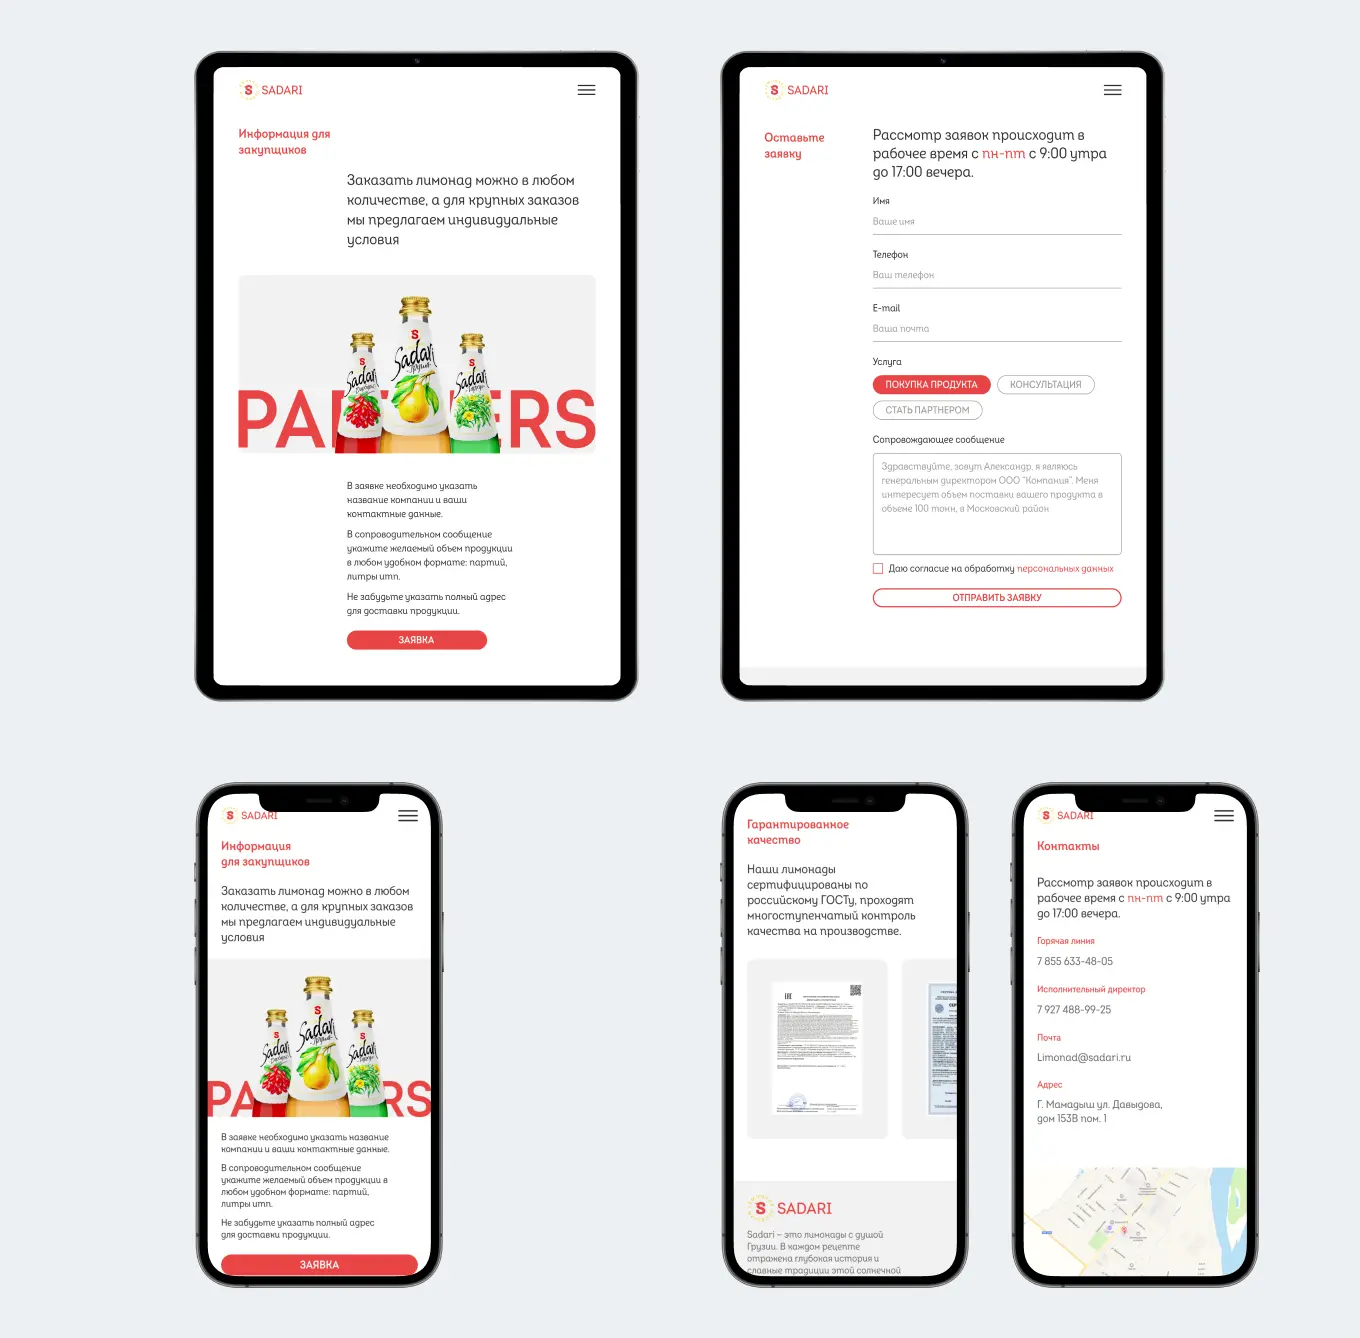 S SADARI
Информация для
закупщиков
Заказать лимонад можно в любом
количестве, а для крупных заказов
мы предлагаем индивидуальные
условия
S
Sadari
S
Sadari
S
Sadari
PARTNERS
В заявке необходимо указать
название компании и ваши
контактные данные.
В сопроводительном сообщение
укажите желаемый объем продукции
в любом удобном формате: партий,
литры итп.
Не забудьте указать полный адрес
для доставки продукции.
ЗАЯВКА
S SADARI
Оставьте
заявку
Рассмотр заявок происходит в
рабочее время с пн-пт с 9:00 утра
до 17:00 вечера.
Имя
Ваше имя
Телефон
Ваш телефон
E-mail
Ваша почта
Услуга
ПОКУПКА ПРОДУКТА КОНСУЛЬТАЦИЯ
СТАТЬ ПАРТНЕРОМ
Сопровождающее сообщение
Здравствуйте, зовут Александр, я являюсь
генеральным директором ООО "Компания". Меня
интересует объем поставки вашего продукта в
объеме 100 тонн, в Московский район
Даю согласие на обработку персональных данных
ОТПРАВИТЬ ЗАЯВКУ
S SADARI
Информация
для закупщиков
Заказать лимонад можно в любом
количестве, а для крупных заказов
мы предлагаем индивидуальные
условия
S
Sadari
S
Sadari
S
Sadari
PARTNERS
В заявке необходимо указать название
компании и ваши контактные данные.
В сопроводительном сообщение
укажите желаемый объем продукции в
любом удобном формате: партий,
литры итп.
Не забудьте указать полный адрес
для доставки продукции.
ЗАЯВКА
Гарантированное
качество
Наши лимонады
сертифицированы по
российскому ГОСТу, проходят
многоступенчатый контроль
качества на производстве.
EAC
S SADARI
Sadari – это лимонады с душой
Грузии. В каждом рецепте
отражена глубокая история и
славные традиции этой солнечной
S SADARI
Контакты
Рассмотр заявок происходит в
рабочее время с пн-пт с 9:00 утра
до 17:00 вечера.
Горячая линия
7 855 633-48-05
Исполнительный директор
7 927 488-99-25
Почта
Limonad@sadari.ru
Адрес
Г. Мамадыш ул. Давыдова,
дом 153В пом. 1